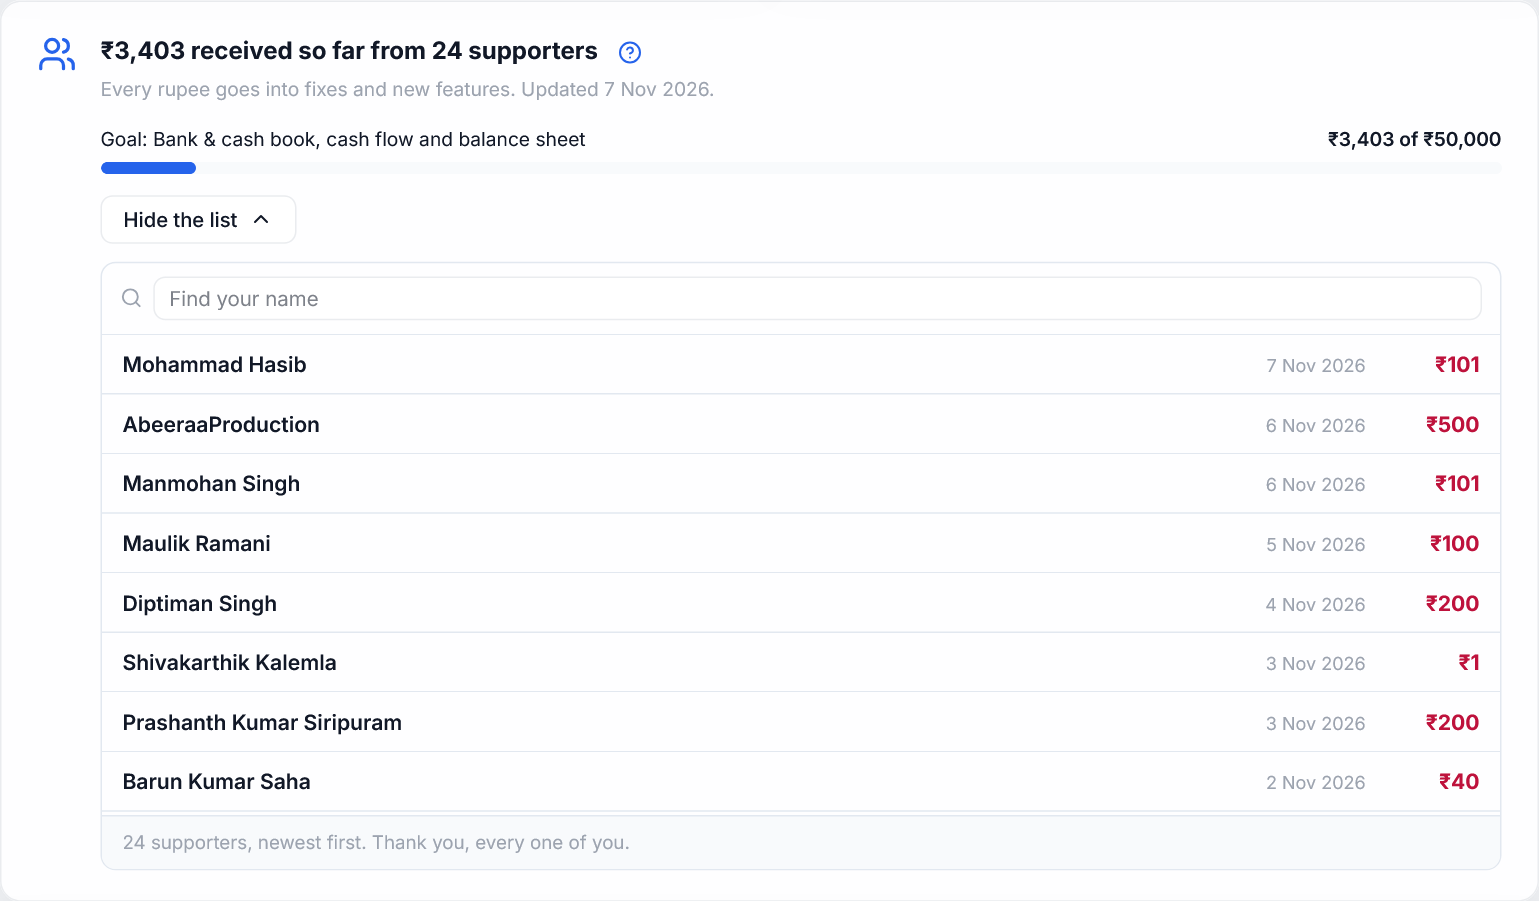 ₹3,403 received so far from 24 supporters
Every rupee goes into fixes and new features. Updated 7 Nov 2026.
Goal: Bank & cash book, cash flow and balance sheet ₹3,403 of ₹50,000
Hide the list
Find your name
Mohammad Hasib 7 Nov 2026 ₹101
AbeeraaProduction 6 Nov 2026 ₹500
Manmohan Singh 6 Nov 2026 ₹101
Maulik Ramani 5 Nov 2026 ₹100
Diptiman Singh 4 Nov 2026 ₹200
Shivakarthik Kalemla 3 Nov 2026 ₹1
Prashanth Kumar Siripuram 3 Nov 2026 ₹200
Barun Kumar Saha 2 Nov 2026 ₹40
24 supporters, newest first. Thank you, every one of you.